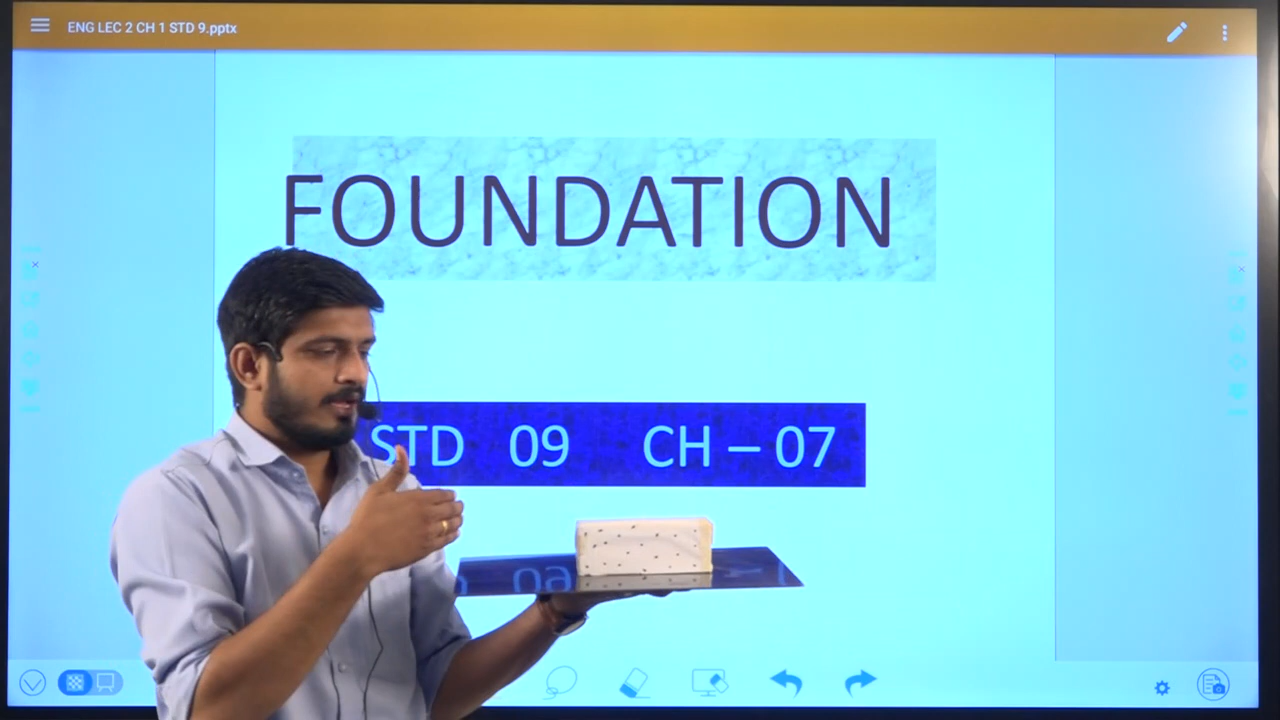 ENG LEC 2 CH 1 STD 9.pptx
FOUNDATION
STD 09 CH – 07